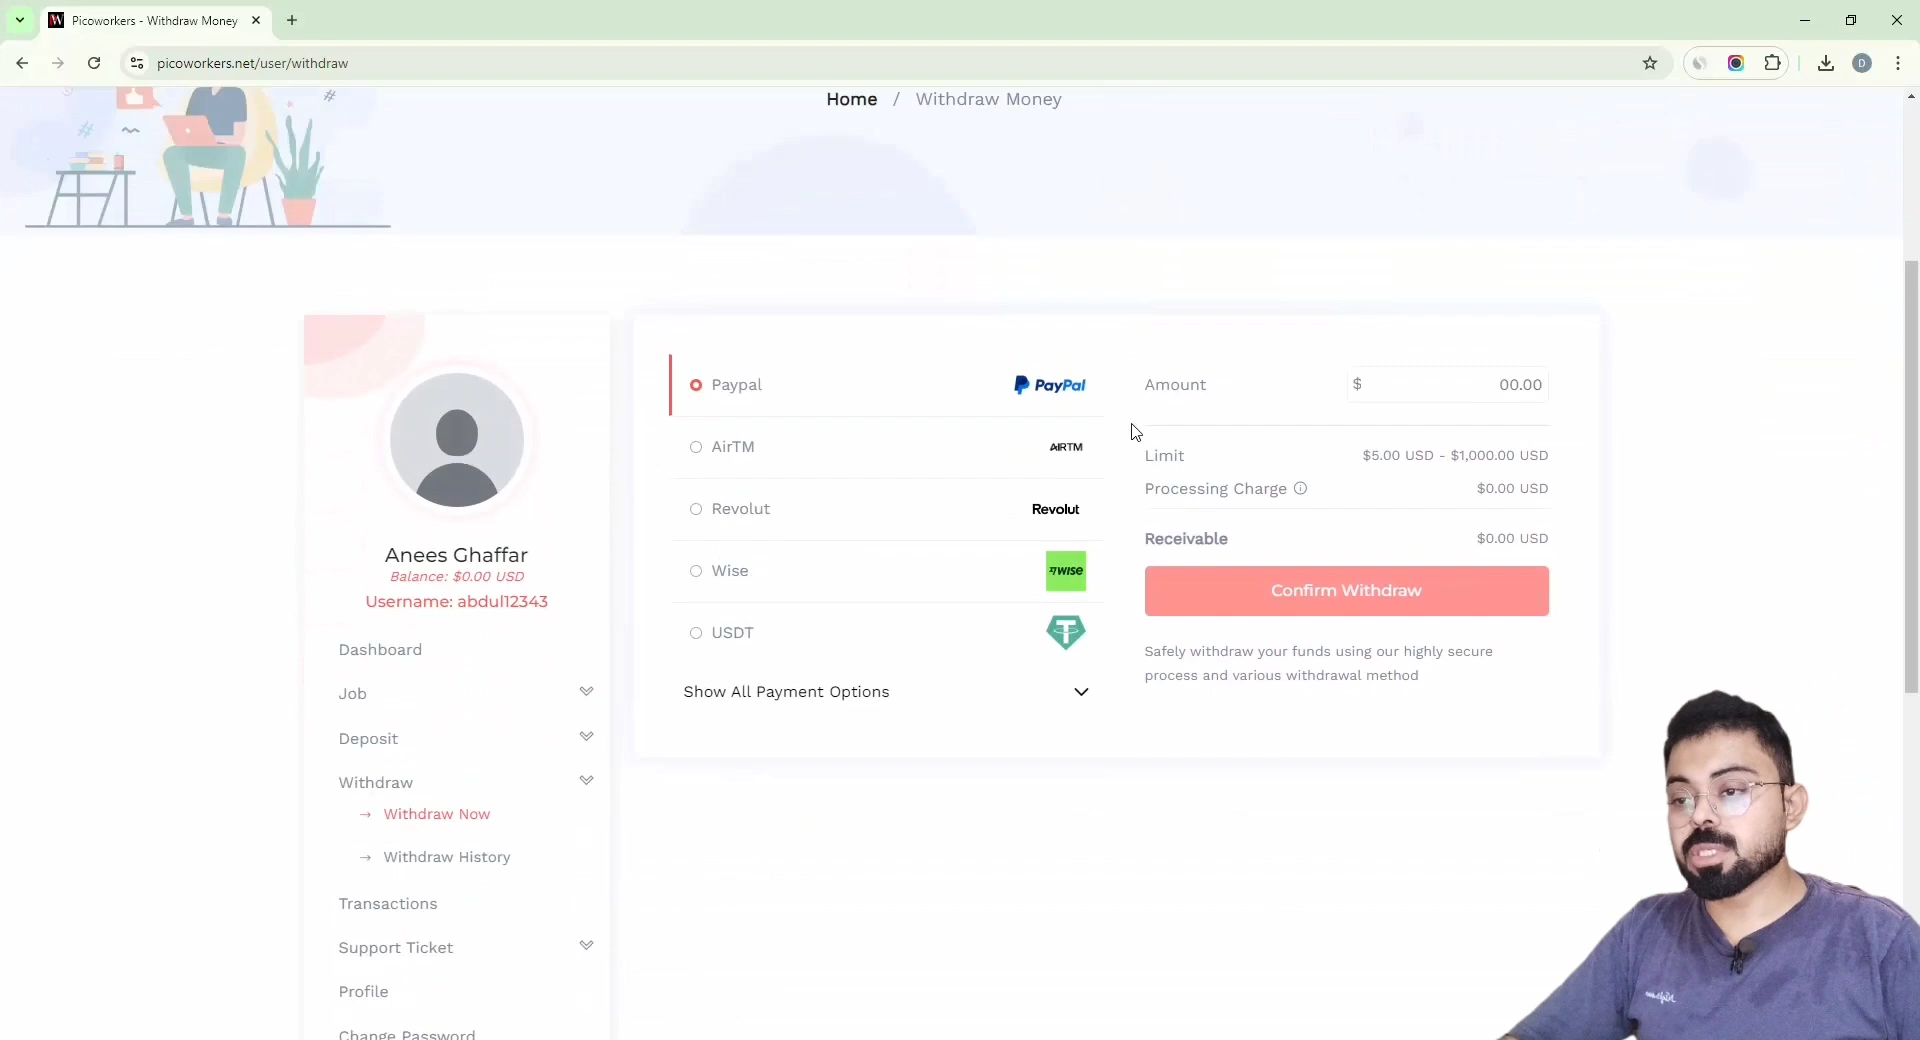 Picoworkers - Withdraw Money
picoworkers.net/user/withdraw
D
Home / Withdraw Money
Anees Ghaffar
Balance: $0.00 USD
Username: abdul12343
Dashboard
Job
Deposit
Withdraw
→ Withdraw Now
→ Withdraw History
Transactions
Support Ticket
Profile
Change Password
Paypal PayPal
AirTM AIRTM
Revolut Revolut
Wise WISE
USDT
Show All Payment Options
Amount $ 00.00
Limit $5.00 USD - $1,000.00 USD
Processing Charge $0.00 USD
Receivable $0.00 USD
Confirm Withdraw
Safely withdraw your funds using our highly secure
process and various withdrawal method